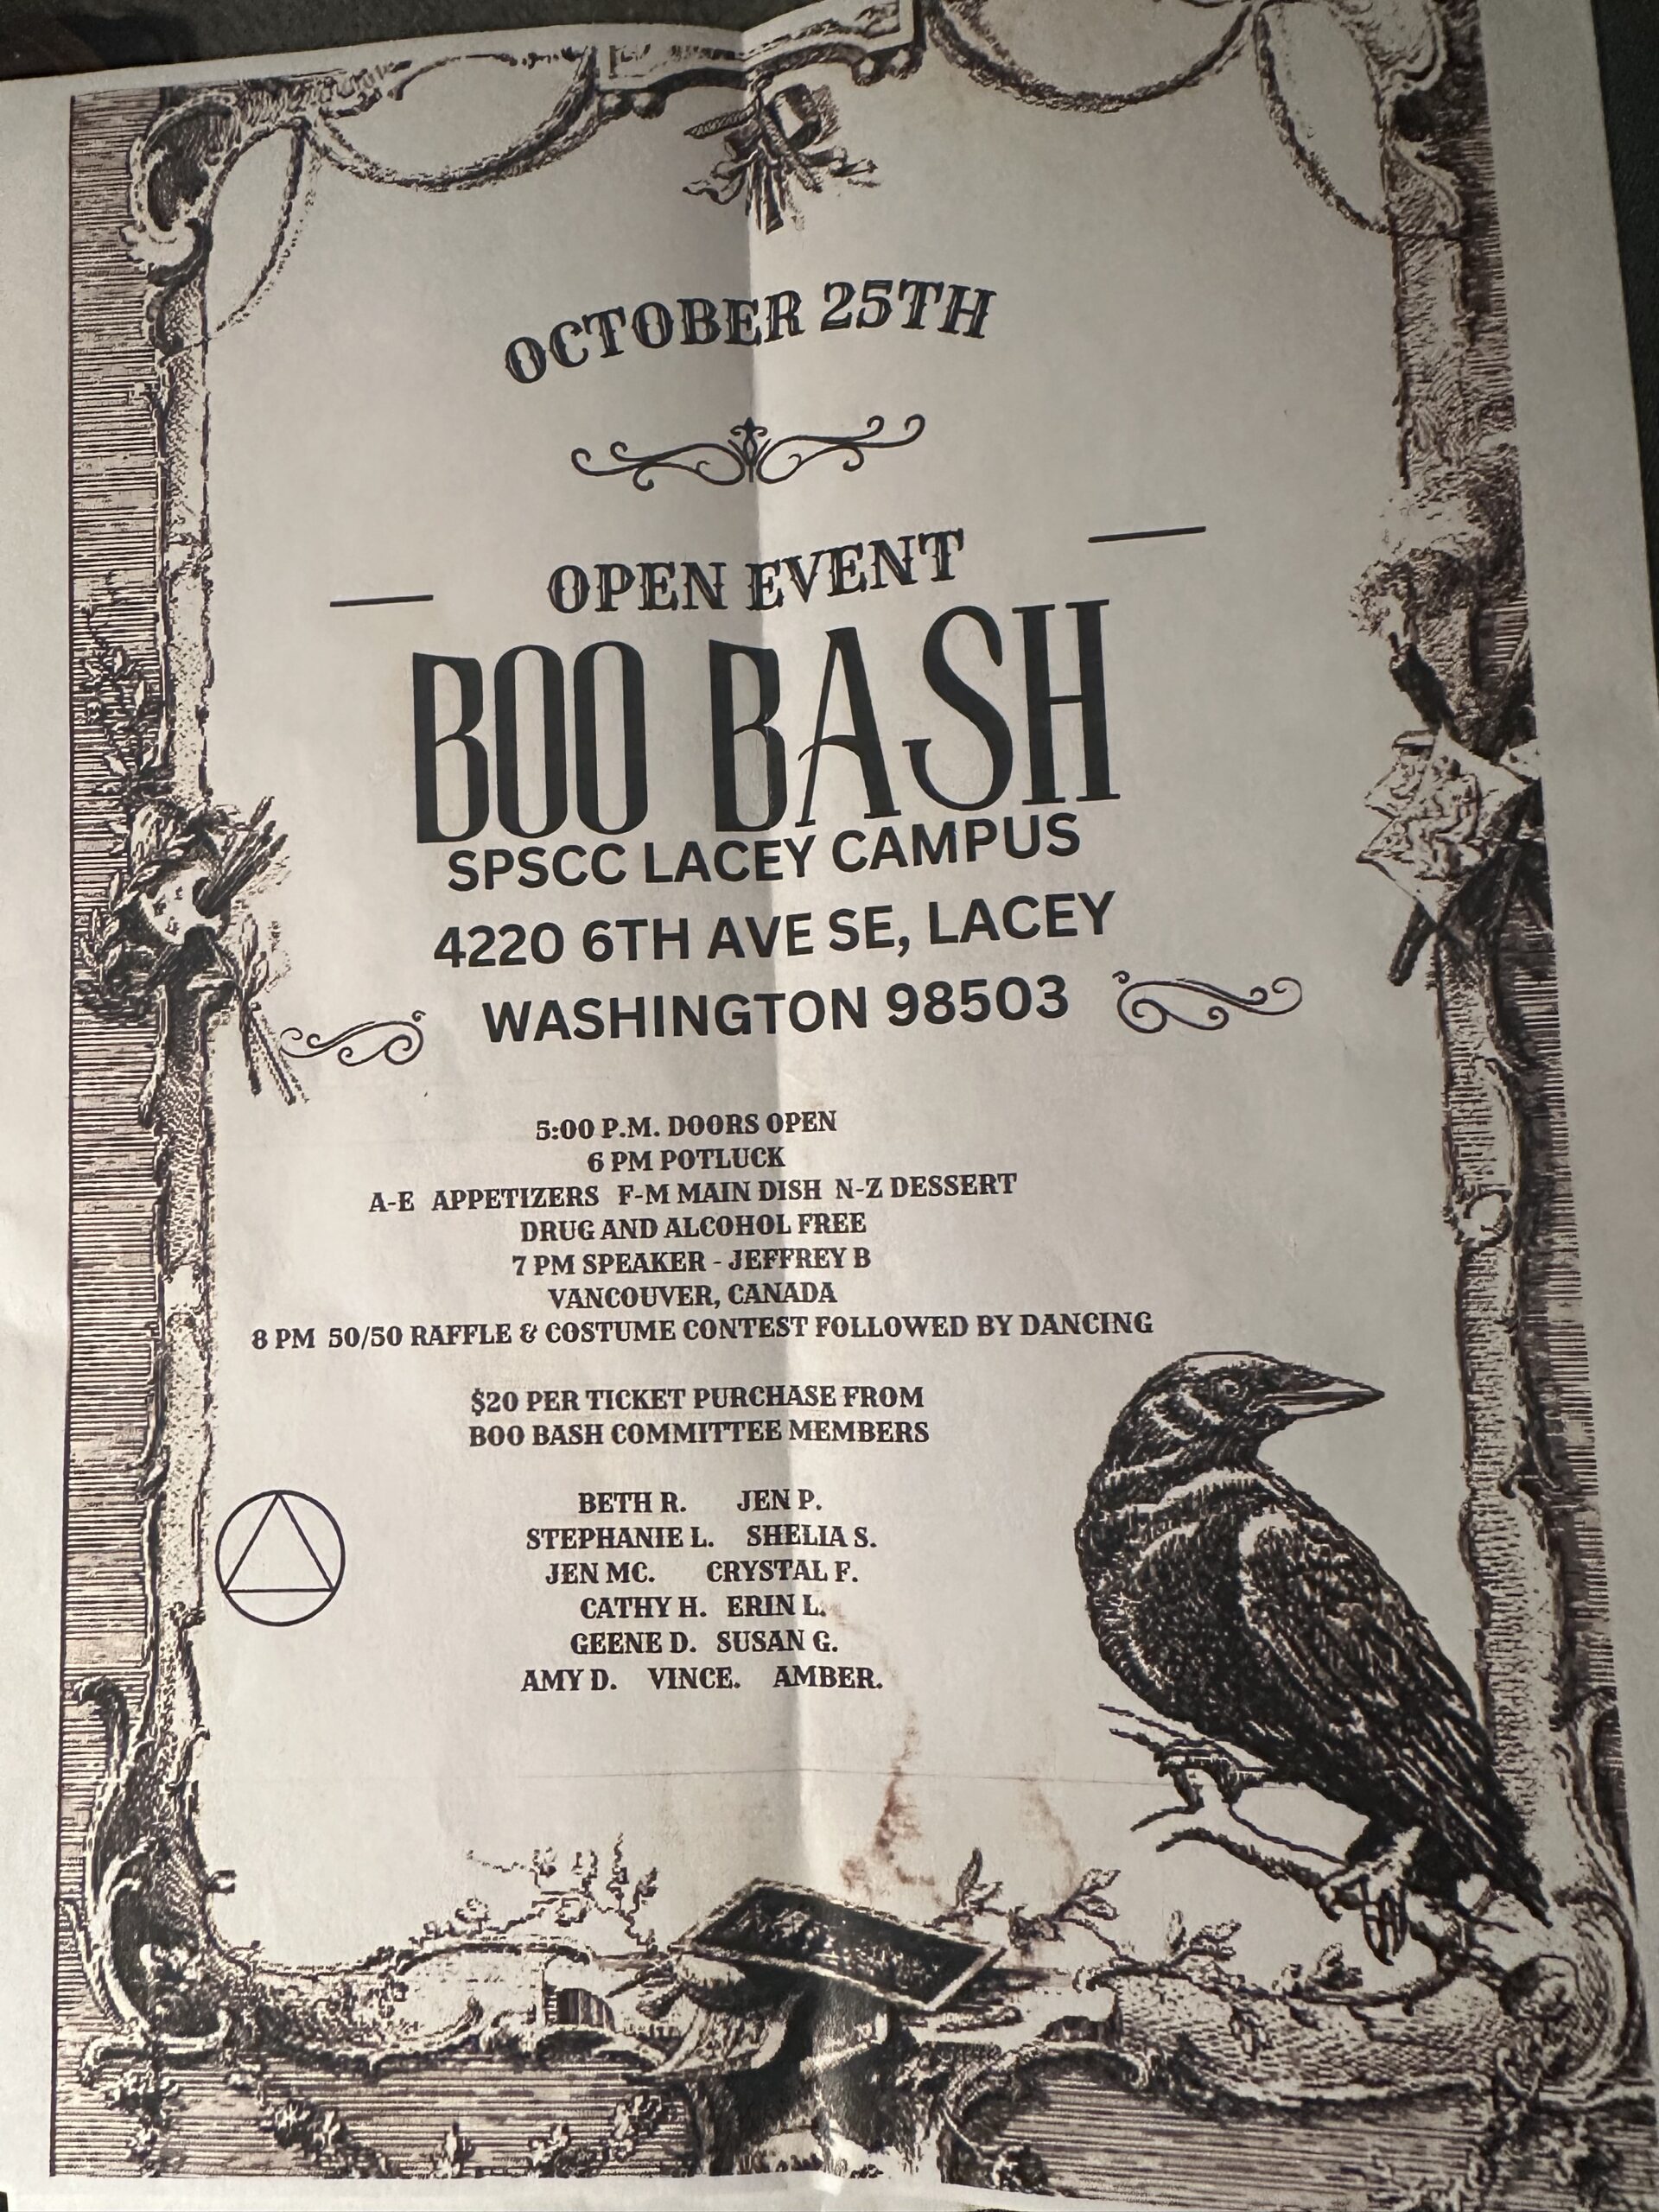 OCTOBER 25TH
OPEN EVENT
BOO BASH
SPSCC LACEY CAMPUS
4220 6TH AVE SE, LACEY
WASHINGTON 98503
5:00 P.M. DOORS OPEN
6 PM POTLUCK
A-E APPETIZERS F-M MAIN DISH N-Z DESSERT
DRUG AND ALCOHOL FREE
7 PM SPEAKER - JEFFREY B
VANCOUVER, CANADA
8 PM 50/50 RAFFLE & COSTUME CONTEST FOLLOWED BY DANCING
$20 PER TICKET PURCHASE FROM
BOO BASH COMMITTEE MEMBERS
BETH R. JEN P.
STEPHANIE L. SHELIA S.
JEN MC. CRYSTAL F.
CATHY H. ERIN L.
GEENE D. SUSAN G.
AMY D. VINCE. AMBER.